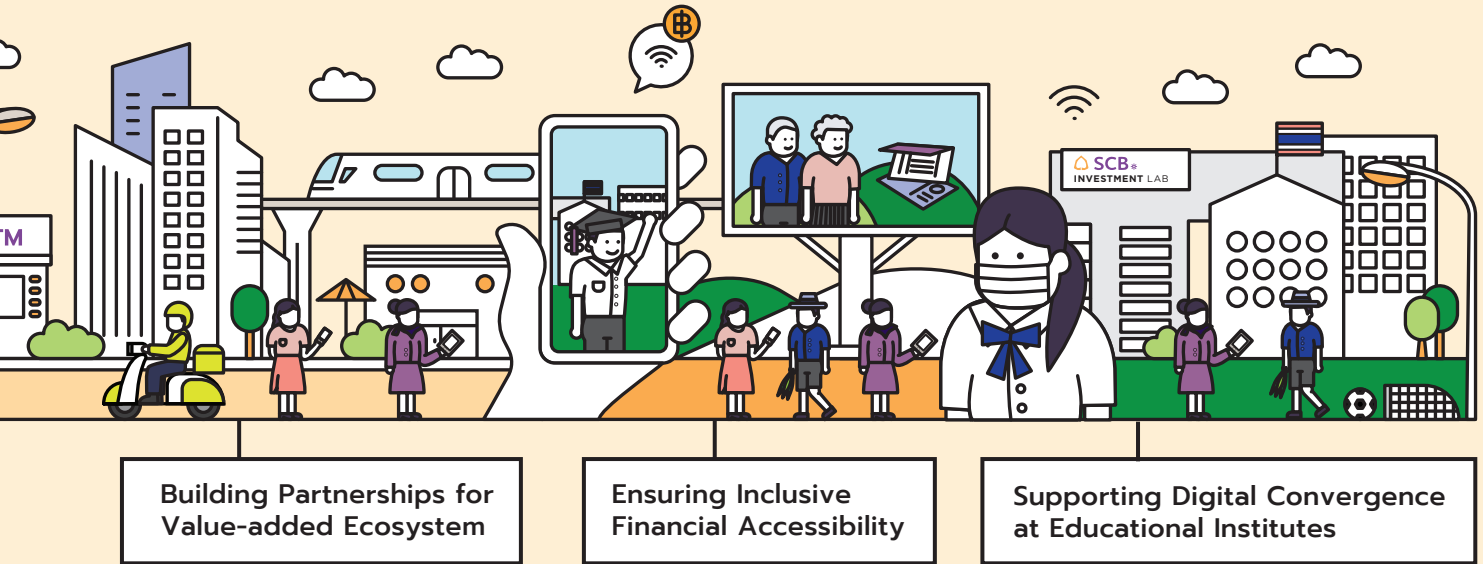 TM
฿
SCB
INVESTMENT LAB
Building Partnerships for
Value-added Ecosystem
Ensuring Inclusive
Financial Accessibility
Supporting Digital Convergence
at Educational Institutes